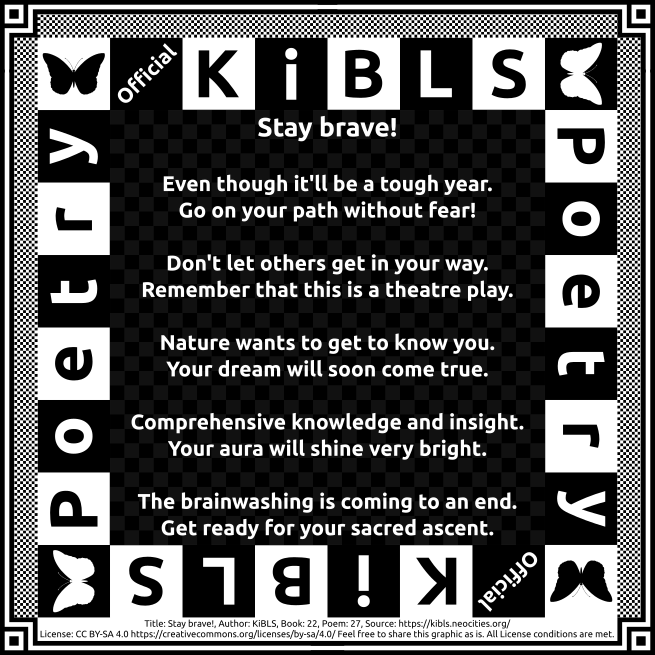 Official KiBLS
Poetry
Poetry
Stay brave!
Even though it'll be a tough year.
Go on your path without fear!
Don't let others get in your way.
Remember that this is a theatre play.
Nature wants to get to know you.
Your dream will soon come true.
Comprehensive knowledge and insight.
Your aura will shine very bright.
The brainwashing is coming to an end.
Get ready for your sacred ascent.
Official KiBLS
Title: Stay brave!, Author: KiBLS, Book: 22, Poem: 27, Source: https://kibls.neocities.org/
License: CC BY-SA 4.0 https://creativecommons.org/licenses/by-sa/4.0/ Feel free to share this graphic as is. All License conditions are met.